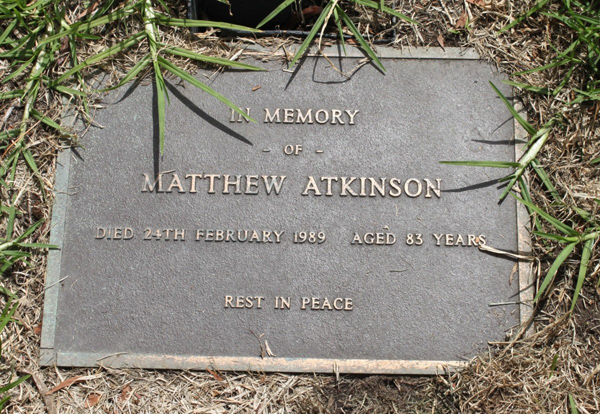 IN MEMORY
- OF -
MATTHEW ATKINSON
DIED 24TH FEBRUARY 1989 AGED 83 YEARS
REST IN PEACE